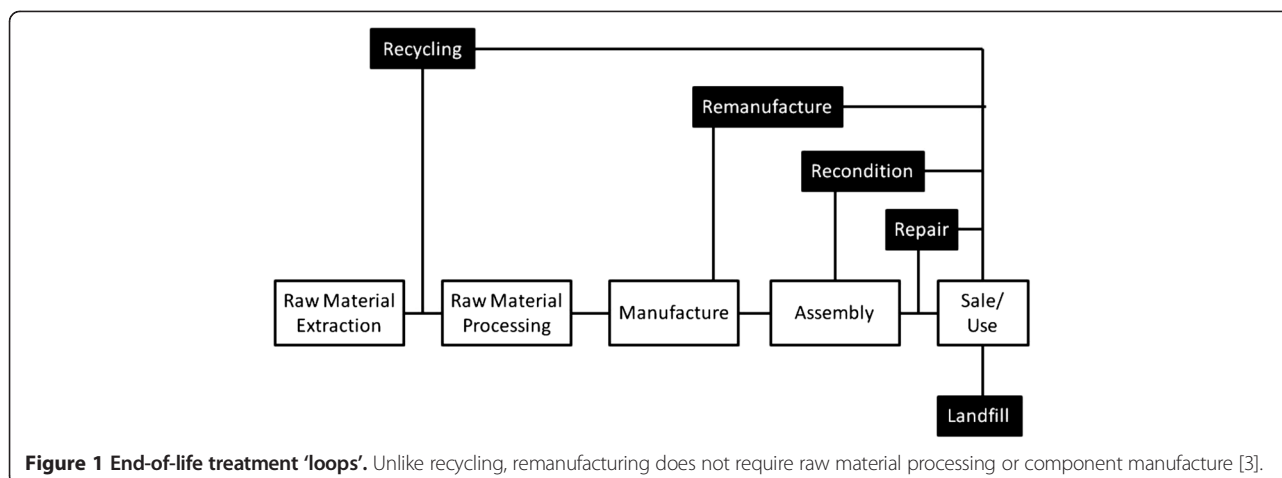 Recycling
Remanufacture
Recondition
Repair
Raw Material
Extraction
Raw Material
Processing
Manufacture
Assembly
Sale/
Use
Landfill
Figure 1 End-of-life treatment ‘loops’. Unlike recycling, remanufacturing does not require raw material processing or component manufacture [3].